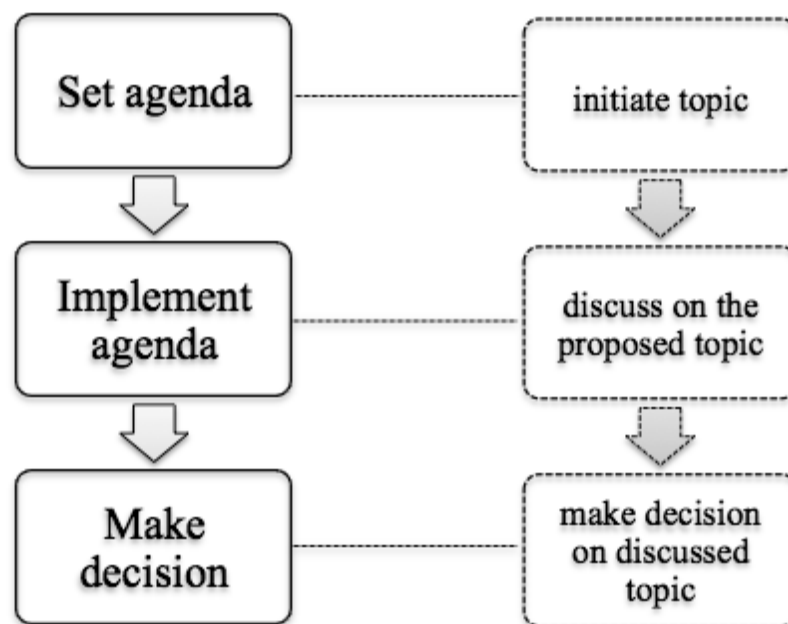 Set agenda
initiate topic
Implement
agenda
discuss on the
proposed topic
Make
decision
make decision
on discussed
topic